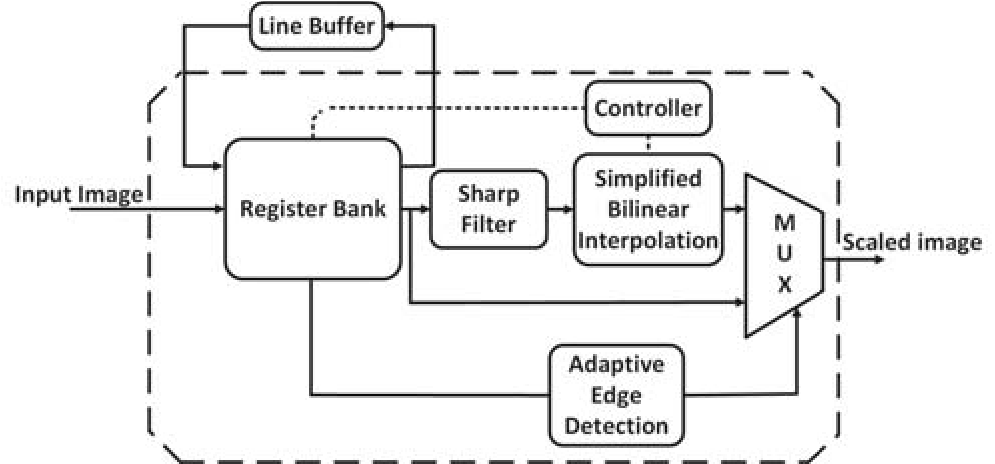 Line Buffer
Controller
Input Image
Register Bank
Sharp
Filter
Simplified
Bilinear
Interpolation
M
U
X
Scaled image
Adaptive
Edge
Detection